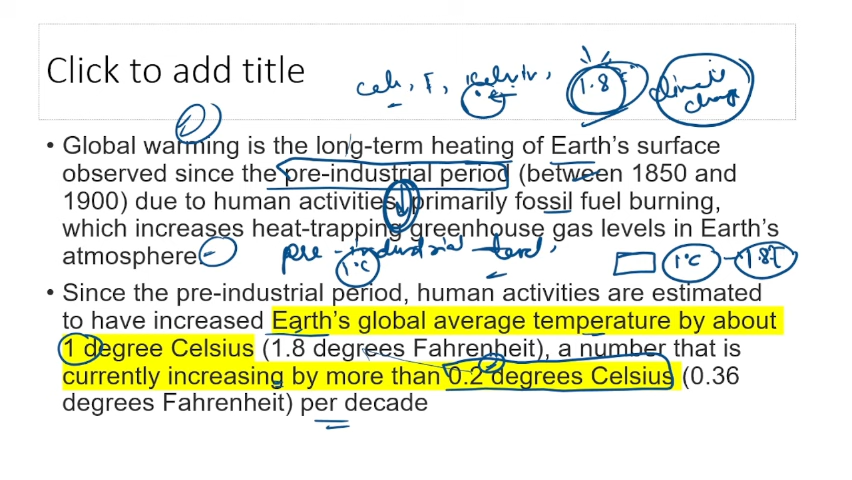 Click to add title
cels, F, kelvin, 1.8°C climate change
• Global warming is the long-term heating of Earth's surface
observed since the pre-industrial period (between 1850 and
1900) due to human activities, primarily fossil fuel burning,
which increases heat-trapping greenhouse gas levels in Earth's
atmosphere.
pre-industrial level,
1°C 1°C – 1.8°C
• Since the pre-industrial period, human activities are estimated
to have increased Earth's global average temperature by about
1 degree Celsius (1.8 degrees Fahrenheit), a number that is
currently increasing by more than 0.2 degrees Celsius (0.36
degrees Fahrenheit) per decade